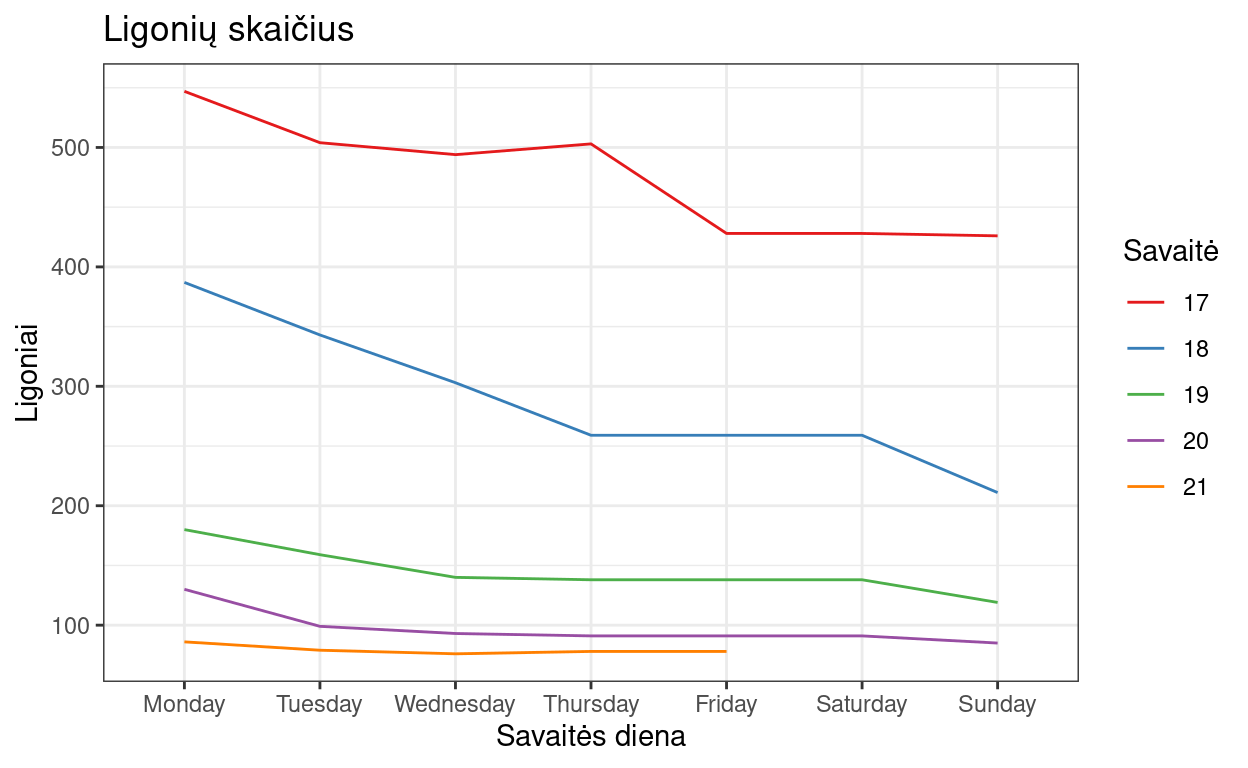 Ligonių skaičius
Ligoniai
500
400
300
200
100
Monday Tuesday Wednesday Thursday Friday Saturday Sunday
Savaitės diena
Savaitė
17
18
19
20
21